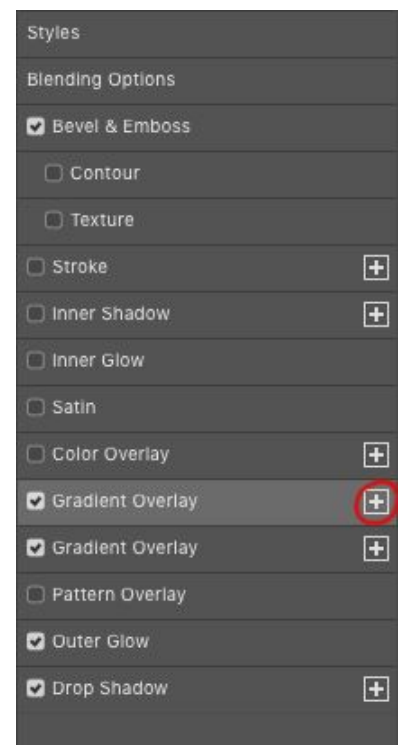 Styles
Blending Options
Bevel & Emboss
Contour
Texture
Stroke
Inner Shadow
Inner Glow
Satin
Color Overlay
Gradient Overlay
Gradient Overlay
Pattern Overlay
Outer Glow
Drop Shadow